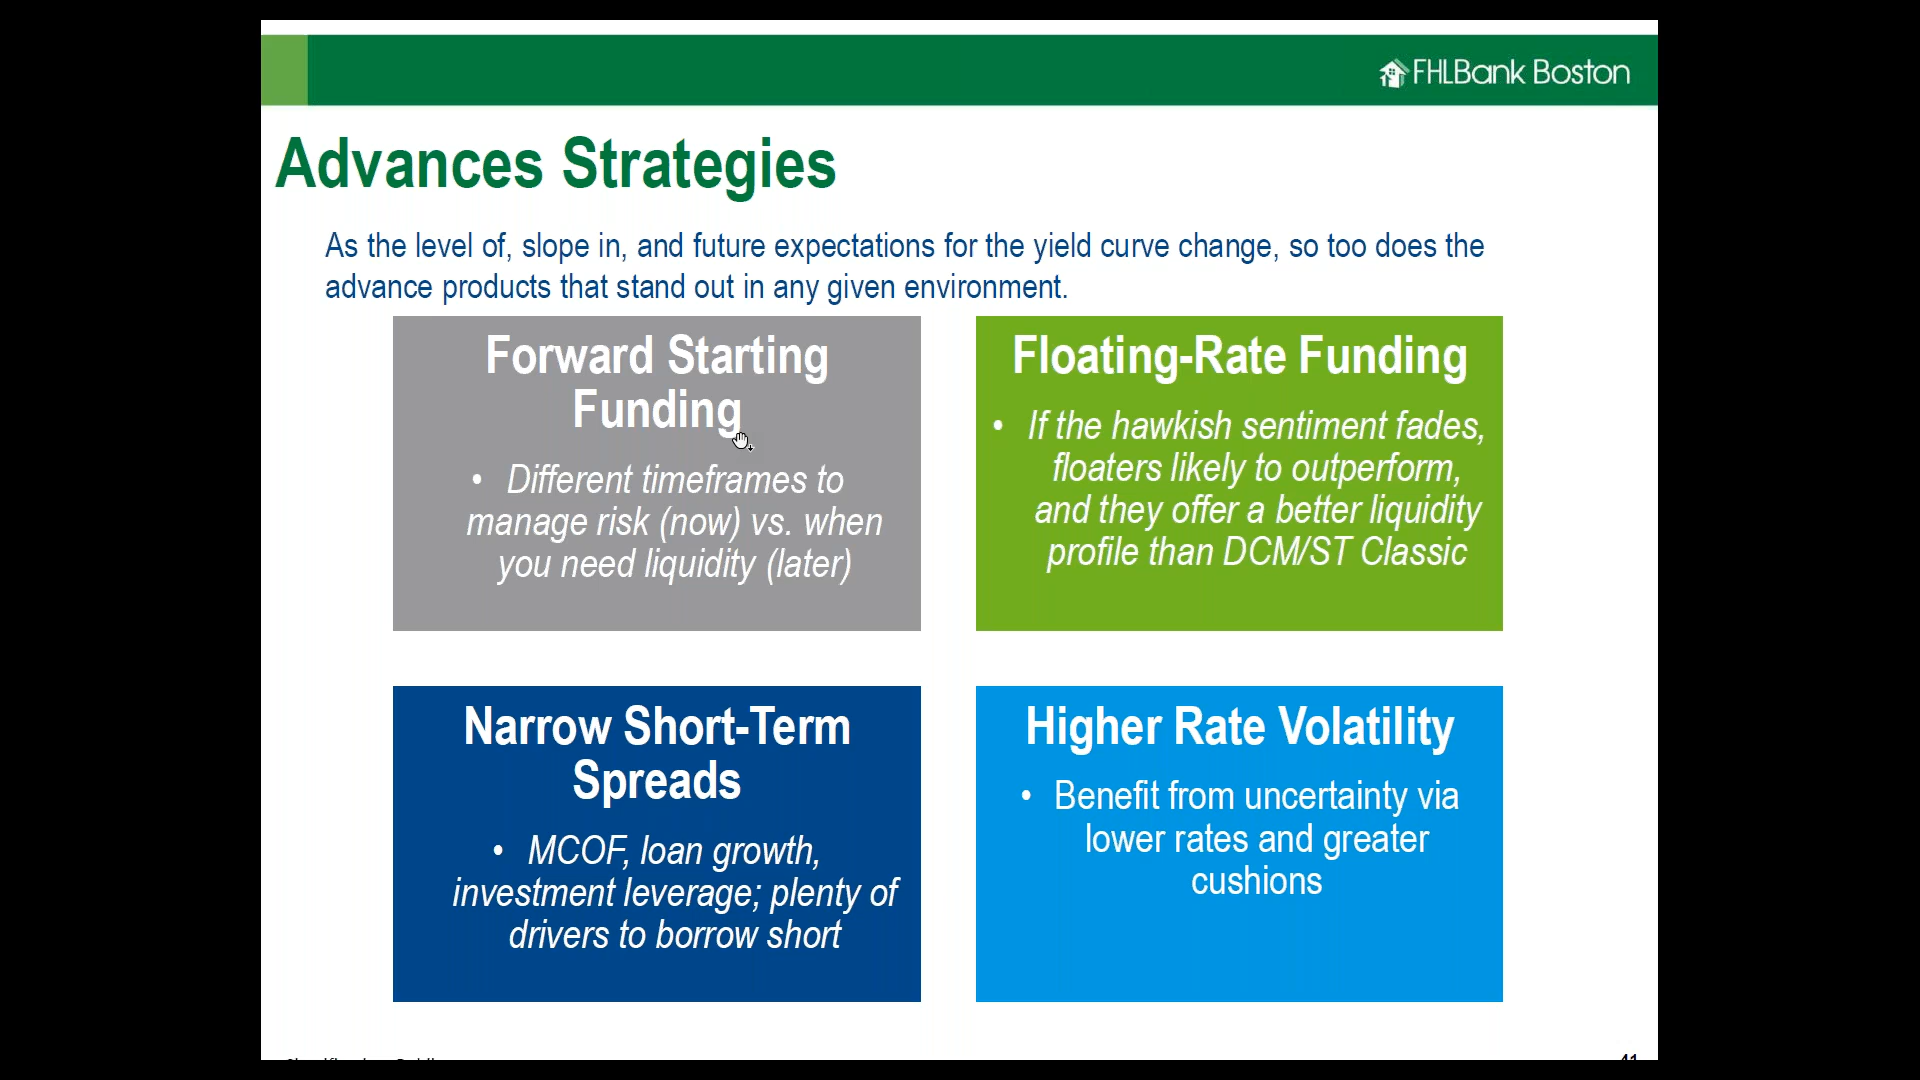 FHLBank Boston
Advances Strategies
As the level of, slope in, and future expectations for the yield curve change, so too does the
advance products that stand out in any given environment.
Forward Starting
Funding
• Different timeframes to
manage risk (now) vs. when
you need liquidity (later)
Floating-Rate Funding
• If the hawkish sentiment fades,
floaters likely to outperform,
and they offer a better liquidity
profile than DCM/ST Classic
Narrow Short-Term
Spreads
• MCOF, loan growth,
investment leverage; plenty of
drivers to borrow short
Higher Rate Volatility
• Benefit from uncertainty via
lower rates and greater
cushions